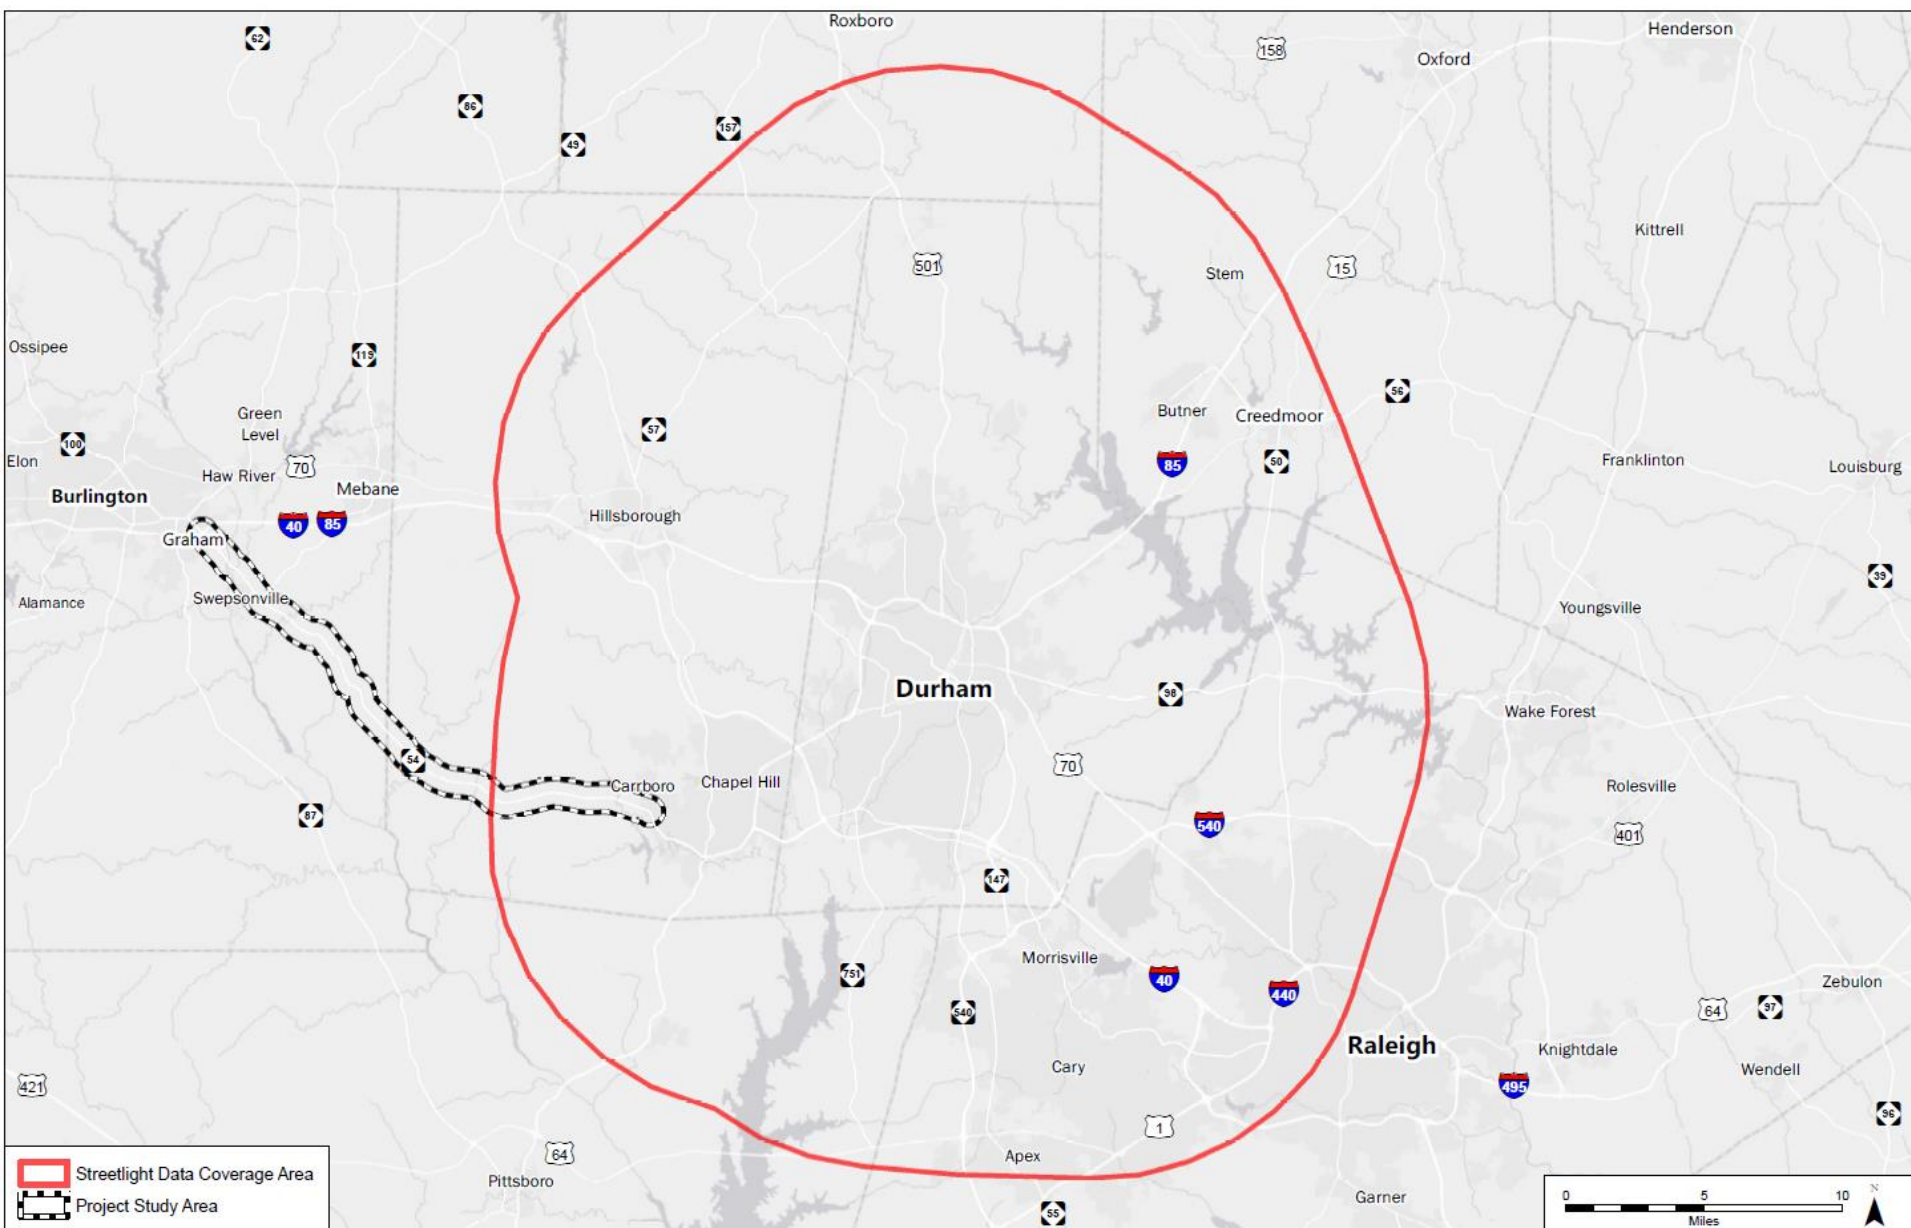 Roxboro
Henderson
62
158
Oxford
86
157
49
Kittrell
501
Stem
15
Ossipee
119
56
Green
Level
Butner
Creedmoor
57
100
Elon
70
Haw River
85
50
Franklinton
Louisburg
Burlington
Mebane
40
85
Hillsborough
Graham
39
Alamance
Swepsonville
Youngsville
Durham
98
Wake Forest
54
70
Carrboro
Chapel Hill
Rolesville
87
540
401
147
Morrisville
751
40
440
Zebulon
540
64
97
Raleigh
Knightdale
Cary
Wendell
421
495
96
1
64
Apex
Pittsboro
Garner
55
Streetlight Data Coverage Area
Project Study Area
0 5 10
Miles
N